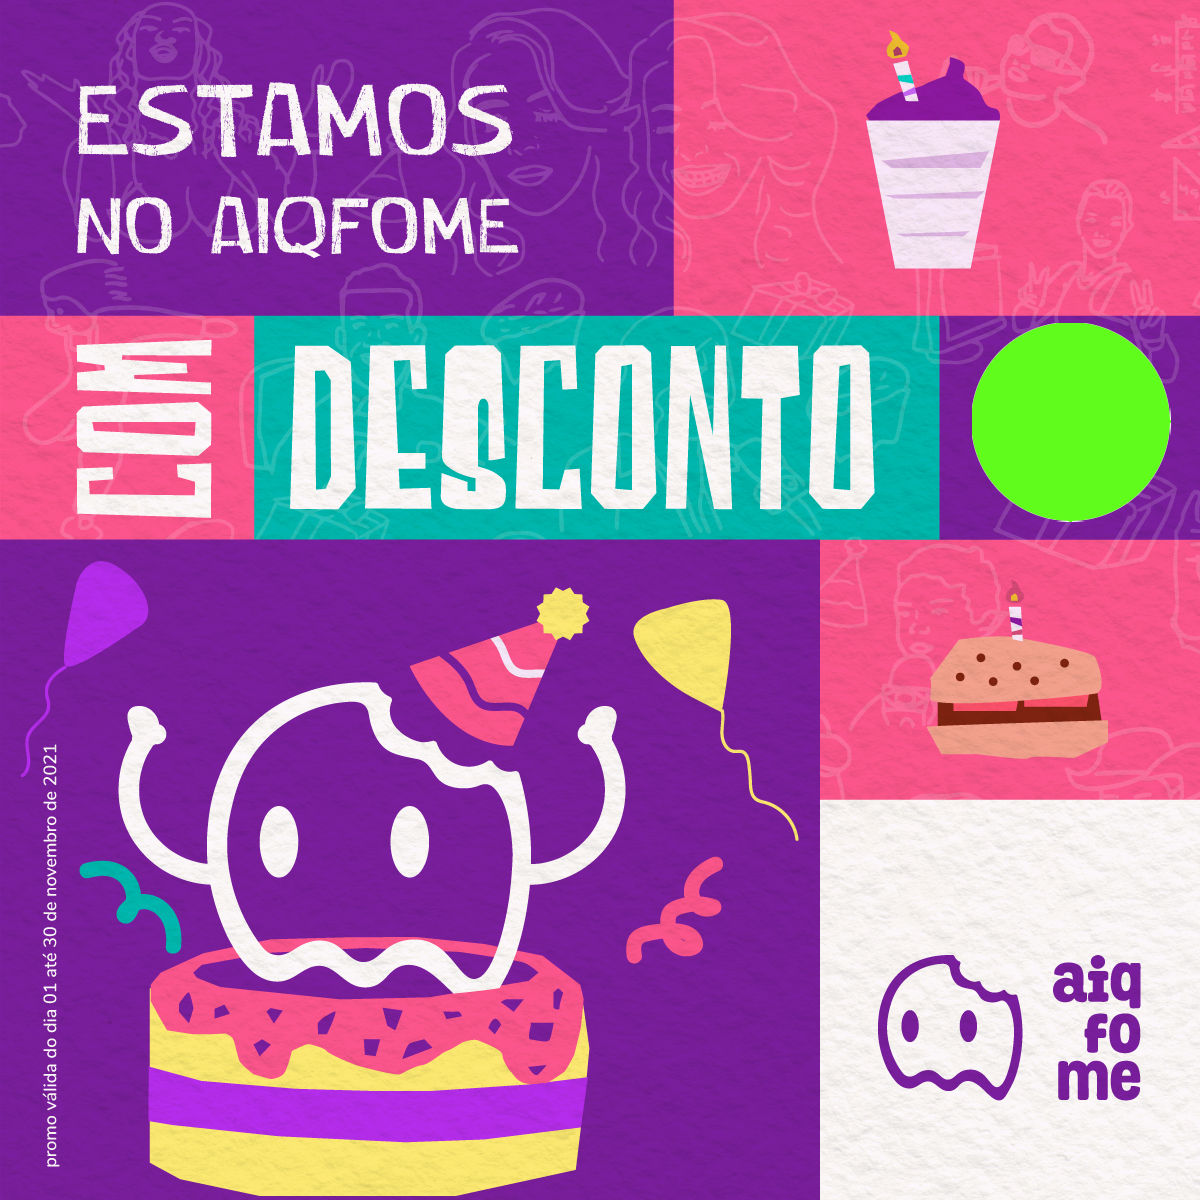 ESTAMOS
NO AIQFOME
COM
DESCONTO
promo válida do dia 01 até 30 de novembro de 2021
aiq
fo
me